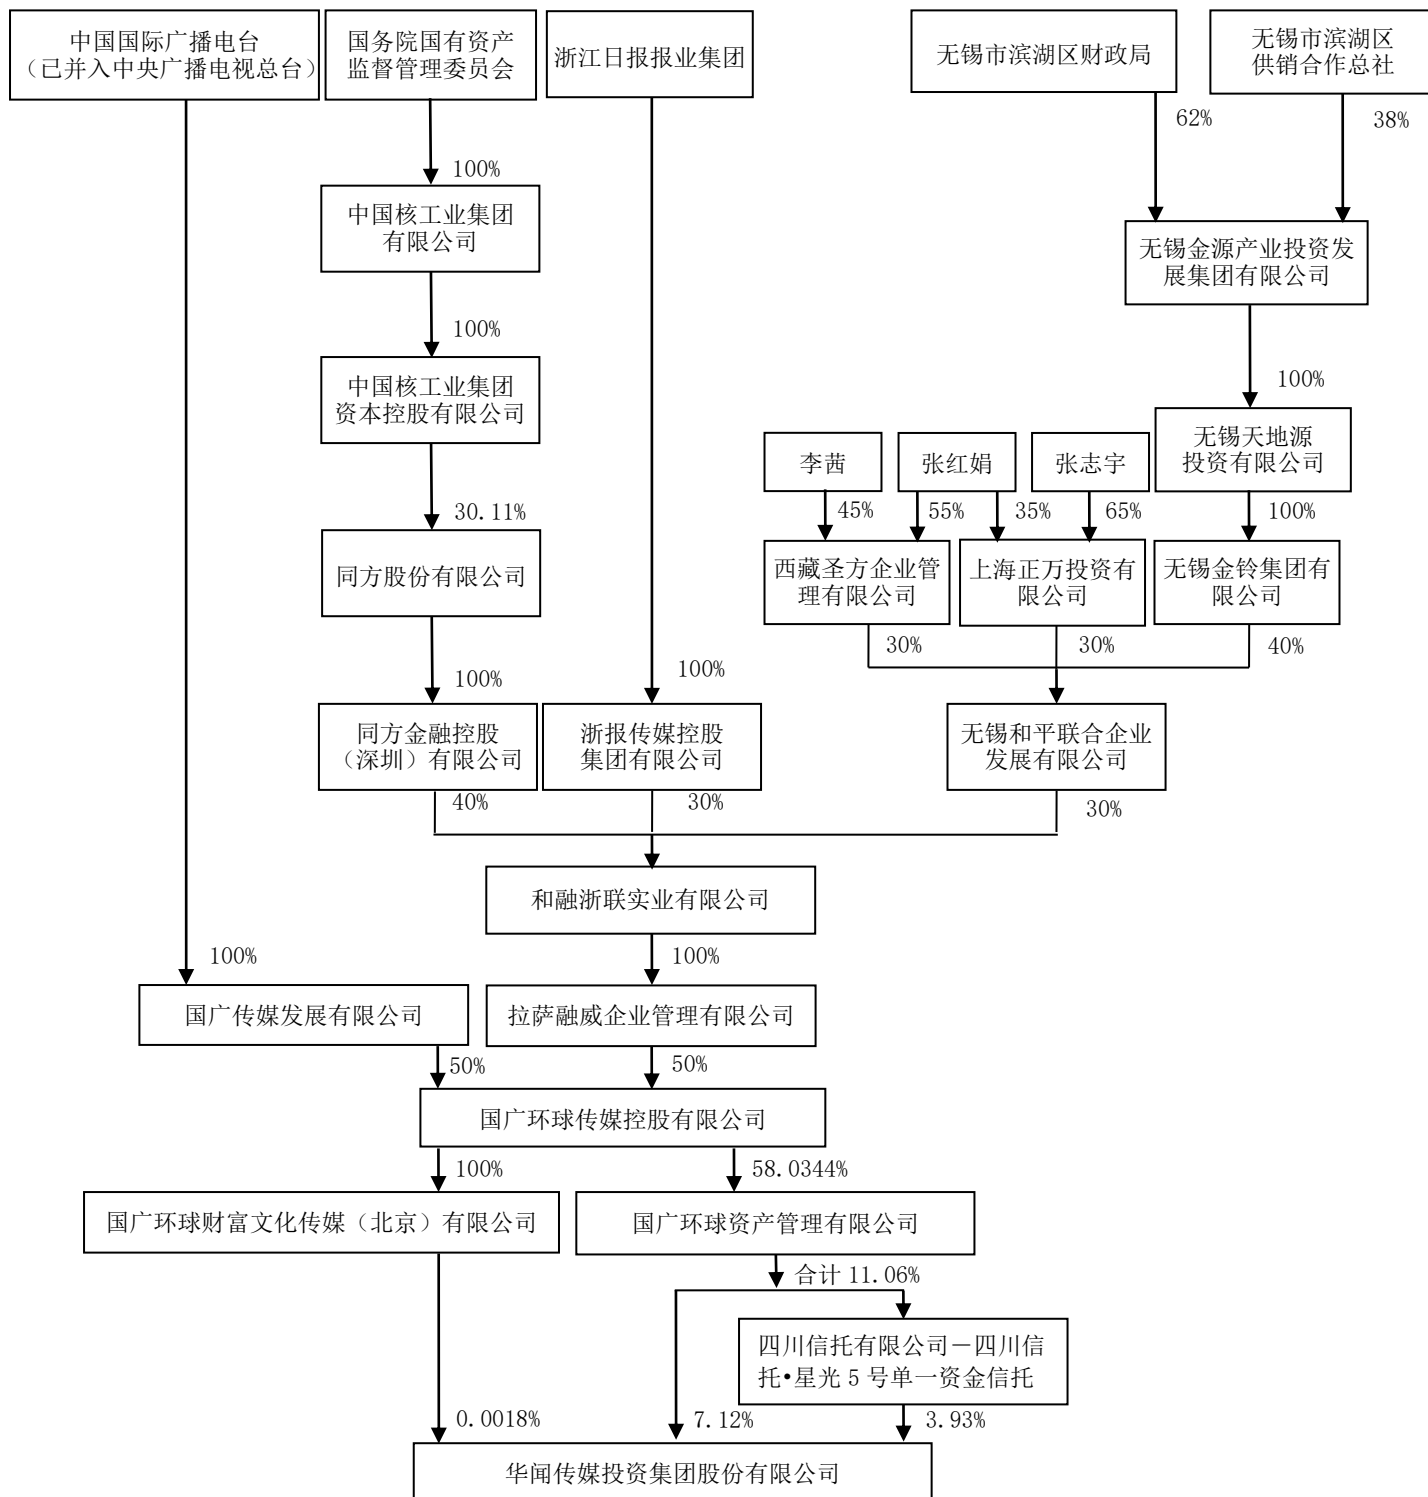 中国国际广播电台
（已并入中央广播电视总台）
国务院国有资产
监督管理委员会
浙江日报报业集团
无锡市滨湖区财政局
无锡市滨湖区
供销合作总社
62%
38%
100%
中国核工业集团
有限公司
无锡金源产业投资发
展集团有限公司
100%
100%
中国核工业集团
资本控股有限公司
无锡天地源
投资有限公司
李茜
张红娟
张志宇
30.11%
45%
55%
35%
65%
100%
同方股份有限公司
西藏圣方企业管
理有限公司
上海正万投资有
限公司
无锡金铃集团有
限公司
30%
30%
40%
100%
100%
同方金融控股
（深圳）有限公司
浙报传媒控股
集团有限公司
无锡和平联合企业
发展有限公司
40%
30%
30%
和融浙联实业有限公司
100%
100%
国广传媒发展有限公司
拉萨融威企业管理有限公司
50%
50%
国广环球传媒控股有限公司
100%
58.0344%
国广环球财富文化传媒（北京）有限公司
国广环球资产管理有限公司
合计 11.06%
四川信托有限公司－四川信
托•星光 5 号单一资金信托
0.0018%
7.12%
3.93%
华闻传媒投资集团股份有限公司